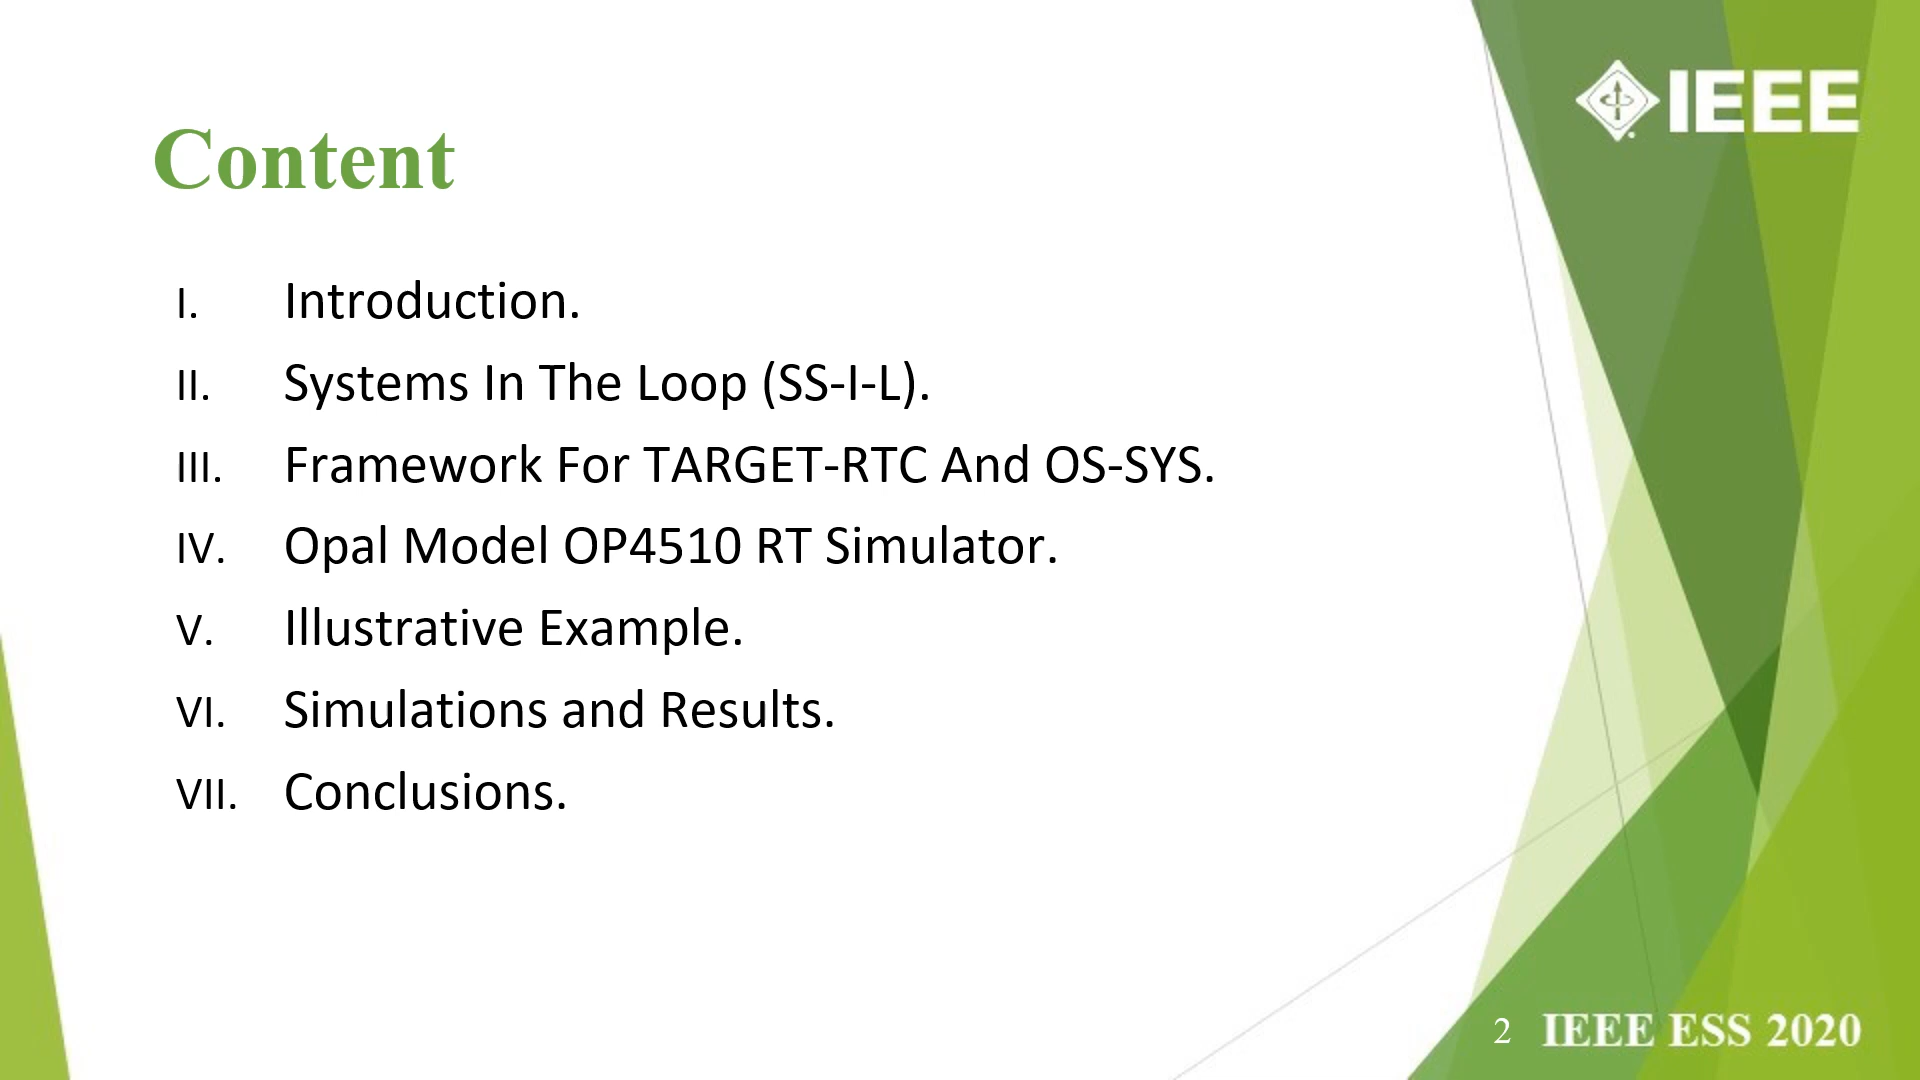 IEEE
Content
I. Introduction.
II. Systems In The Loop (SS-I-L).
III. Framework For TARGET-RTC And OS-SYS.
IV. Opal Model OP4510 RT Simulator.
V. Illustrative Example.
VI. Simulations and Results.
VII. Conclusions.
2 IEEE ESS 2020